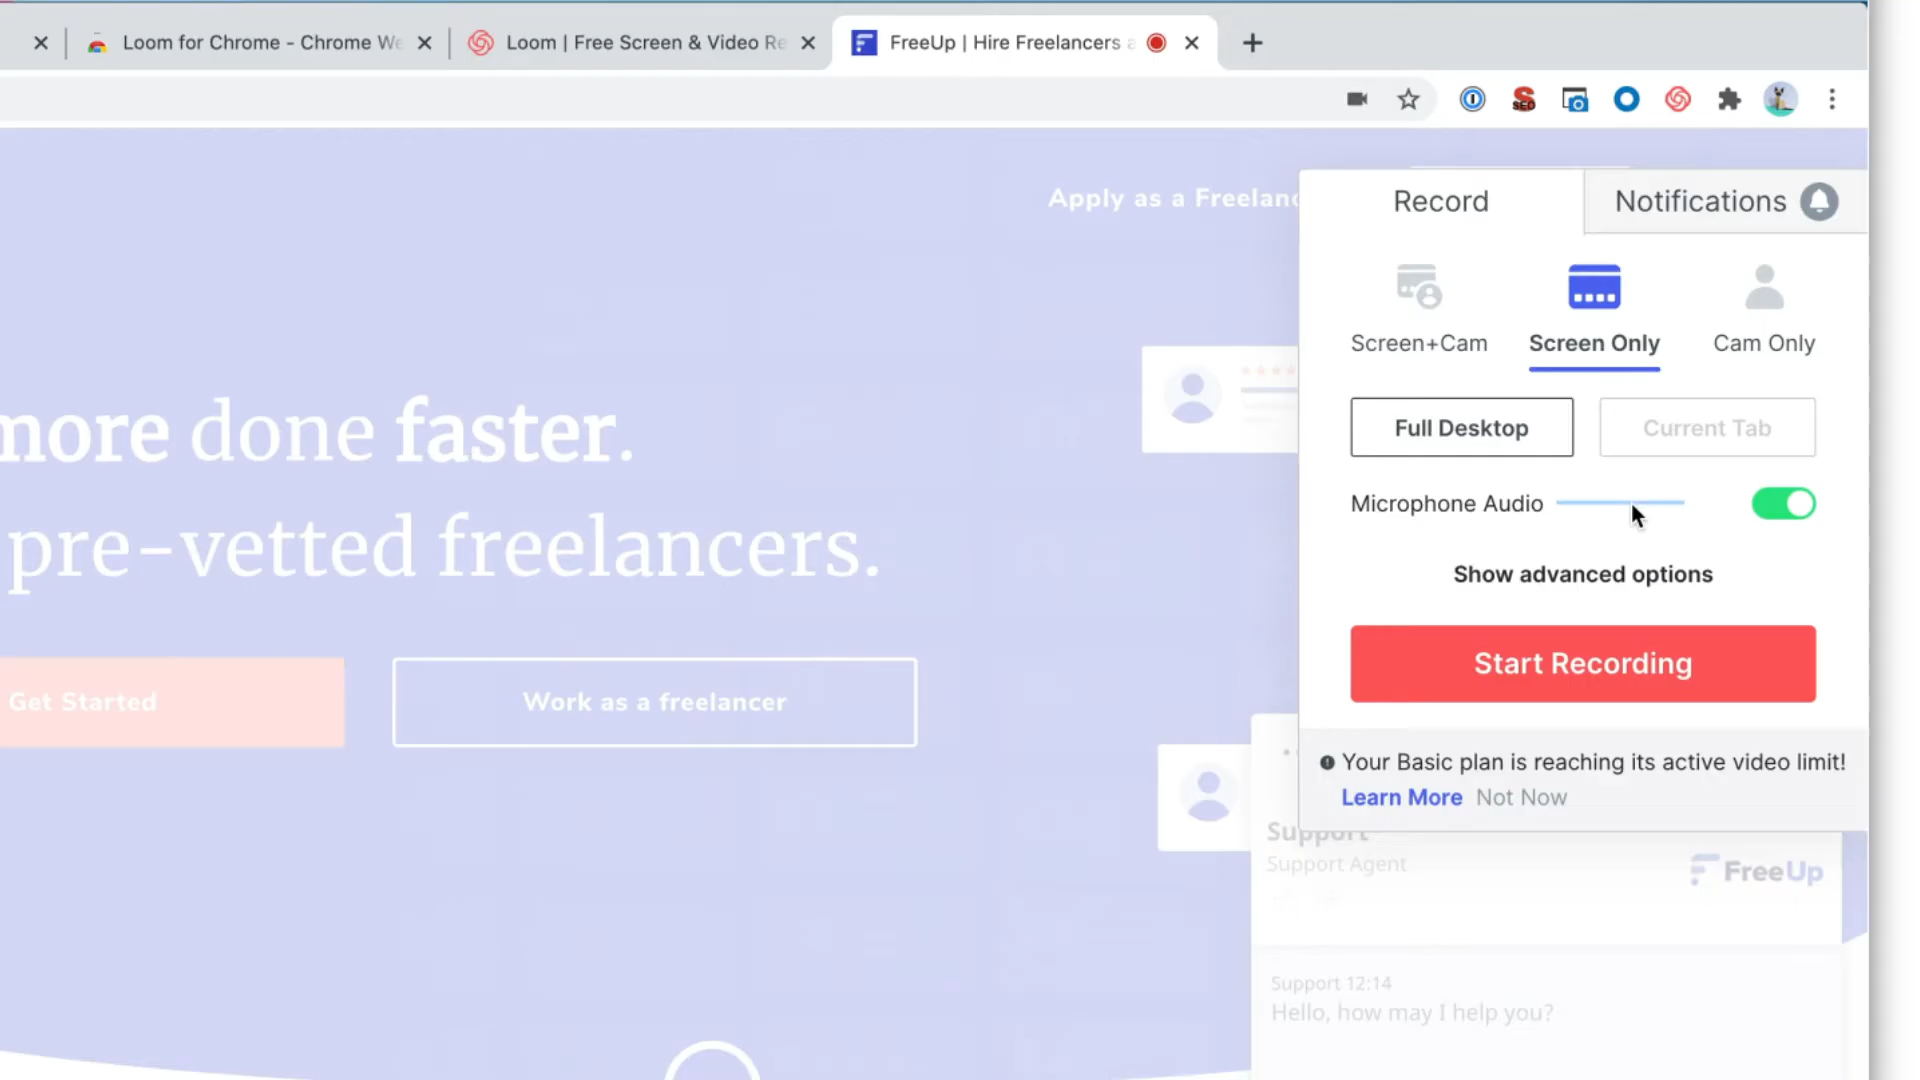 Loom for Chrome - Chrome We
Loom | Free Screen & Video Re
FreeUp | Hire Freelancers a
SEO
Apply as a Freelanc
Record
Notifications
Screen+Cam
Screen Only
Cam Only
Full Desktop
Current Tab
Microphone Audio
Show advanced options
Start Recording
Your Basic plan is reaching its active video limit!
Learn More Not Now
more done faster.
pre-vetted freelancers.
Get Started
Work as a freelancer
Support
Support Agent
FreeUp
Support 12:14
Hello, how may I help you?